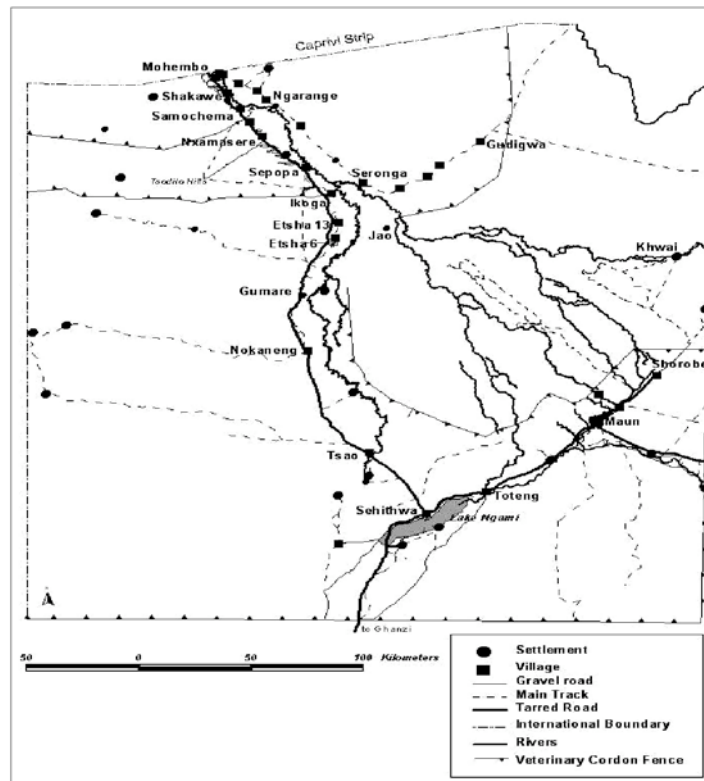 Caprivi Strip
Mohembo
Shakawe
Ngarange
Samochema
Nxamasere
Gudigwa
Tsodilo Hills
Sepopa
Seronga
Ikoga
Etsha 13
Jao
Etsha 6
Khwai
Gumare
Nokaneng
Shorobe
Maun
Tsao
Toteng
Sehithwa
Lake Ngami
to Ghanzi
50 0 50 100 Kilometers
Settlement
Village
Gravel road
Main Track
Tarred Road
International Boundary
Rivers
Veterinary Cordon Fence